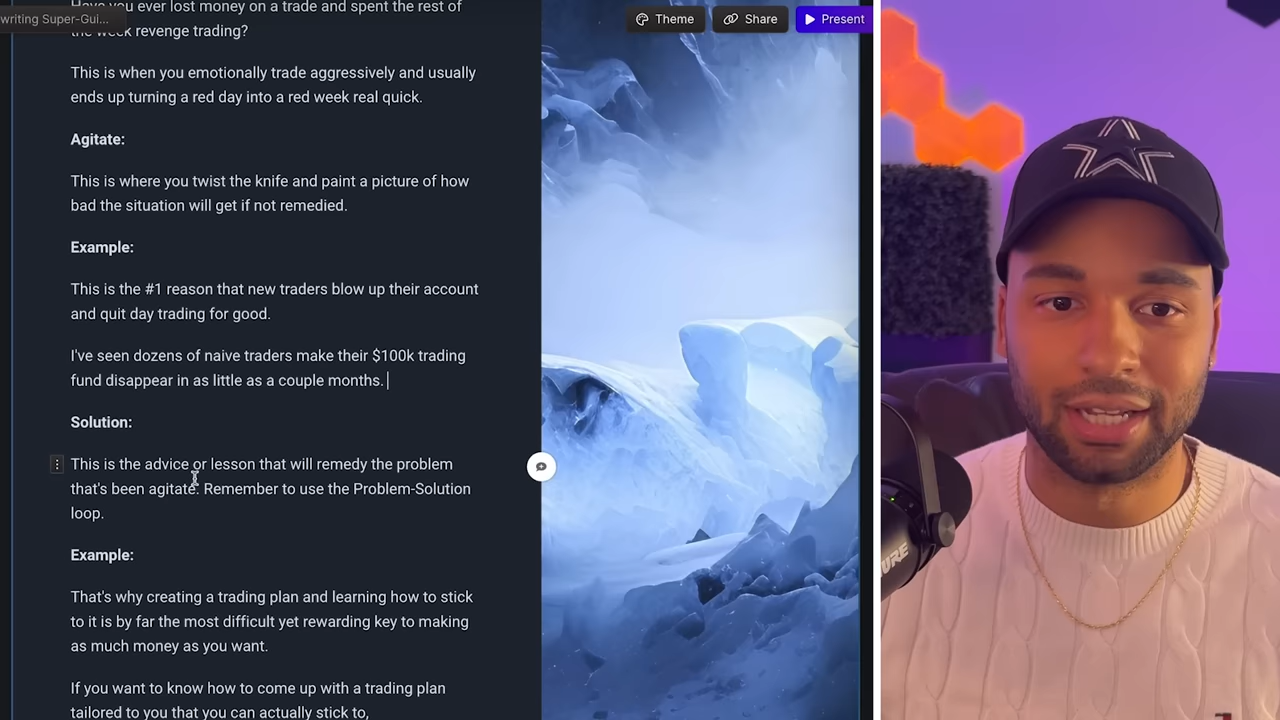 Have you ever lost money on a trade and spent the rest of
writing Super-Gui...
Theme
Share
Present
the week revenge trading?
This is when you emotionally trade aggressively and usually
ends up turning a red day into a red week real quick.
Agitate:
This is where you twist the knife and paint a picture of how
bad the situation will get if not remedied.
Example:
This is the #1 reason that new traders blow up their account
and quit day trading for good.
I've seen dozens of naive traders make their $100k trading
fund disappear in as little as a couple months.
Solution:
This is the advice or lesson that will remedy the problem
that's been agitate. Remember to use the Problem-Solution
loop.
Example:
That's why creating a trading plan and learning how to stick
to it is by far the most difficult yet rewarding key to making
as much money as you want.
If you want to know how to come up with a trading plan
tailored to you that you can actually stick to,
URE